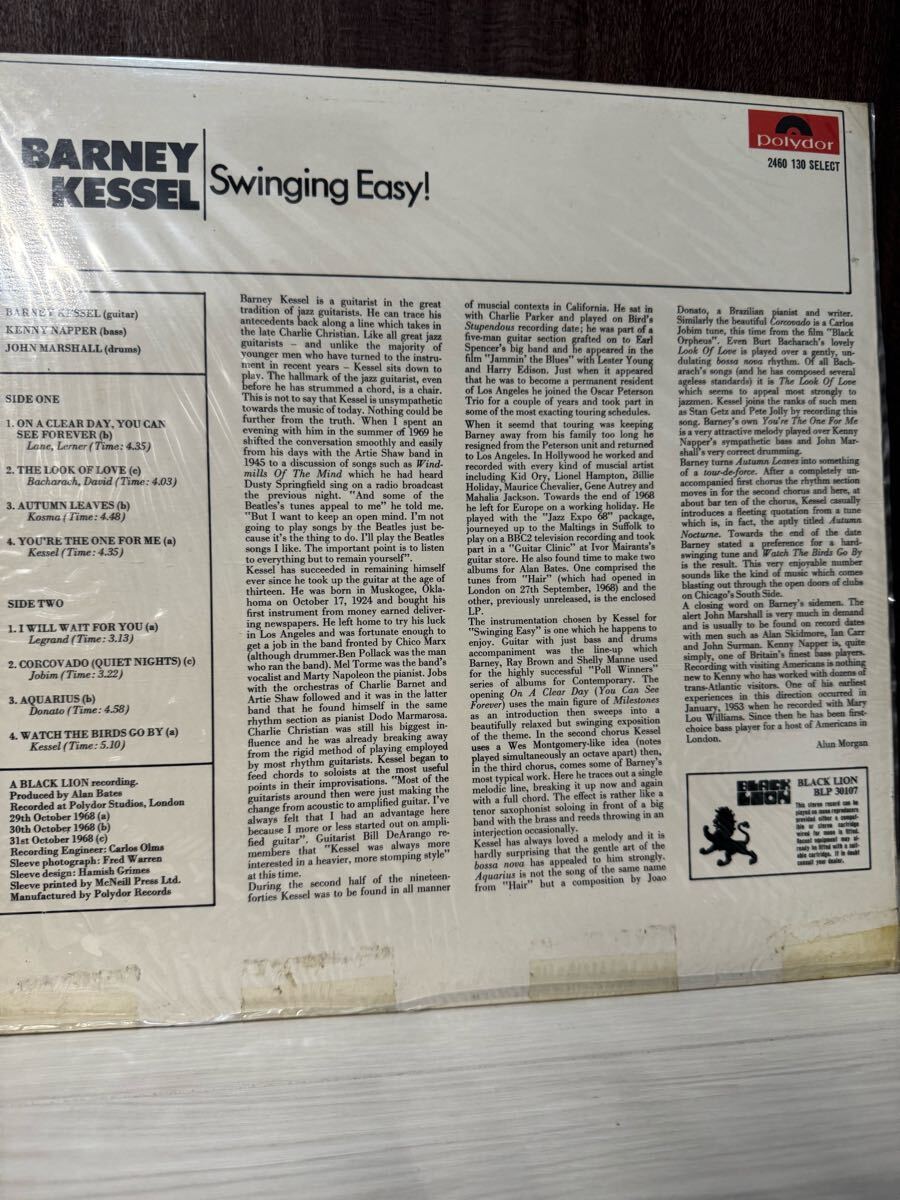 BARNEY
KESSEL
Swinging Easy!
polydor
2460 130 SELECT
BARNEY KESSEL (guitar)
KENNY NAPPER (bass)
JOHN MARSHALL (drums)
SIDE ONE
1. ON A CLEAR DAY, YOU CAN
SEE FOREVER (b)
Lane, Lerner (Time: 4.35)
2. THE LOOK OF LOVE (c)
Bacharach, David (Time: 4.03)
3. AUTUMN LEAVES (b)
Kosma (Time: 4.48)
4. YOU'RE THE ONE FOR ME (a)
Kessel (Time: 4.35)
SIDE TWO
1. I WILL WAIT FOR YOU (a)
Legrand (Time: 3.13)
2. CORCOVADO (QUIET NIGHTS) (c)
Jobim (Time: 3.22)
3. AQUARIUS (b)
Donato (Time: 4.58)
4. WATCH THE BIRDS GO BY (a)
Kessel (Time: 5.10)
A BLACK LION recording.
Produced by Alan Bates
Recorded at Polydor Studios, London
29th October 1968 (a)
30th October 1968 (b)
31st October 1968 (c)
Recording Engineer: Carlos Olms
Sleeve photograph: Fred Warren
Sleeve design: Hamish Grimes
Sleeve printed by McNeill Press Ltd.
Manufactured by Polydor Records
Barney Kessel is a guitarist in the great
tradition of jazz guitarists. He can trace his
antecedents back along a line which takes in
the late Charlie Christian. Like all great jazz
guitarists - and unlike the majority of
younger men who have turned to the instru-
ment in recent years - Kessel sits down to
play. The hallmark of the jazz guitarist, even
before he has strummed a chord, is a chair.
This is not to say that Kessel is unsympathetic
towards the music of today. Nothing could be
further from the truth. When I spent an
evening with him in the summer of 1969 he
shifted the conversation smoothly and easily
from his days with the Artie Shaw band in
1945 to a discussion of songs such as Wind-
mills Of The Mind which he had heard
Dusty Springfield sing on a radio broadcast
the previous night. "And some of the
Beatles's tunes appeal to me" he told me.
"But I want to keep an open mind. I'm not
going to play songs by the Beatles just be-
cause it's the thing to do. I'll play the Beatles
songs I like. The important point is to listen
to everything but to remain yourself".
Kessel has succeeded in remaining himself
ever since he took up the guitar at the age of
thirteen. He was born in Muskogee, Okla-
homa on October 17, 1924 and bought his
first instrument from money earned deliver-
ing newspapers. He left home to try his luck
in Los Angeles and was fortunate enough to
get a job in the band fronted by Chico Marx
(although drummer.Ben Pollack was the man
who ran the band). Mel Torme was the band's
vocalist and Marty Napoleon the pianist. Jobs
with the orchestras of Charlie Barnet and
Artie Shaw followed and it was in the latter
band that he found himself in the same
rhythm section as pianist Dodo Marmarosa.
Charlie Christian was still his biggest in-
fluence and he was already breaking away
from the rigid method of playing employed
by most rhythm guitarists. Kessel began to
feed chords to soloists at the most useful
points in their improvisations. "Most of the
guitarists around then were just making the
change from acoustic to amplified guitar. I've
always felt that I had an advantage here
because I more or less started out on ampli-
fied guitar". Guitarist Bill DeArango re-
members that "Kessel was always more
interested in a heavier, more stomping style"
at this time.
During the second half of the nineteen-
forties Kessel was to be found in all manner
of muscial contexts in California. He sat in
with Charlie Parker and played on Bird's
Stupendous recording date; he was part of a
five-man guitar section grafted on to Earl
Spencer's big band and he appeared in the
film "Jammin' the Blues" with Lester Young
and Harry Edison. Just when it appeared
that he was to become a permanent resident
of Los Angeles he joined the Oscar Peterson
Trio for a couple of years and took part in
some of the most exacting touring schedules.
When it seemd that touring was keeping
Barney away from his family too long he
resigned from the Peterson unit and returned
to Los Angeles. In Hollywood he worked and
recorded with every kind of muscial artist
including Kid Ory, Lionel Hampton, Billie
Holiday, Maurice Chevalier, Gene Autrey and
Mahalia Jackson. Towards the end of 1968
he left for Europe on a working holiday. He
played with the "Jazz Expo 68" package,
journeyed up to the Maltings in Suffolk to
play on a BBC2 television recording and took
part in a "Guitar Clinic" at Ivor Mairants's
guitar store. He also found time to make two
albums for Alan Bates. One comprised the
tunes from "Hair" (which had opened in
London on 27th September, 1968) and the
other, previously unreleased, is the enclosed
LP.
The instrumentation chosen by Kessel for
"Swinging Easy" is one which he happens to
enjoy. Guitar with just bass and drums
accompaniment was the line-up which
Barney, Ray Brown and Shelly Manne used
for the highly successful "Poll Winners"
series of albums for Contemporary. The
opening On A Clear Day (You Can See
Forever) uses the main figure of Milestones
as an introduction then sweeps into a
beautifully relaxed but swinging exposition
of the theme. In the second chorus Kessel
uses a Wes Montgomery-like idea (notes
played simultaneously an octave apart) then,
in the third chorus, comes some of Barney's
most typical work. Here he traces out a single
melodic line, breaking it up now and again
with a full chord. The effect is rather like a
tenor saxophonist soloing in front of a big
band with the brass and reeds throwing in an
interjection occasionally.
Kessel has always loved a melody and it is
hardly surprising that the gentle art of the
bossa nova has appealed to him strongly.
Aquarius is not the song of the same name
from "Hair" but a composition by Joao
Donato, a Brazilian pianist and writer.
Similarly the beautiful Corcovado is a Carlos
Jobim tune, this time from the film "Black
Orpheus". Even Burt Bacharach's lovely
Look Of Love is played over a gently, un-
dulating bossa nova rhythm. Of all Bach-
arach's songs (and he has composed several
ageless standards) it is The Look Of Love
which seems to appeal most strongly to
jazzmen. Kessel joins the ranks of such men
as Stan Getz and Pete Jolly by recording this
song. Barney's own You're The One For Me
is a very attractive melody played over Kenny
Napper's sympathetic bass and John Mar-
shall's very correct drumming.
Barney turns Autumn Leaves into something
of a tour-de-force. After a completely un-
accompanied first chorus the rhythm section
moves in for the second chorus and here, at
about bar ten of the chorus, Kessel casually
introduces a fleeting quotation from a tune
which is, in fact, the aptly titled Autumn
Nocturne. Towards the end of the date
Barney stated a preference for a hard-
swinging tune and Watch The Birds Go By
is the result. This very enjoyable number
sounds like the kind of music which comes
blasting out through the open doors of clubs
on Chicago's South Side.
A closing word on Barney's sidemen. The
alert John Marshall is very much in demand
and is usually to be found on record dates
with men such as Alan Skidmore, Ian Carr
and John Surman. Kenny Napper is, quite
simply, one of Britain's finest bass players.
Recording with visiting Americans is nothing
new to Kenny who has worked with dozens of
trans-Atlantic visitors. One of his earliest
experiences in this direction occurred in
January, 1953 when he recorded with Mary
Lou Williams. Since then he has been first-
choice bass player for a host of Americans in
London.
Alun Morgan
BLACK
LION
BLACK LION
BLP 30107
This stereo record can be
played on mono reproducers
provided either a compat-
ible or stereo cartridge
wired for mono is fitted.
Recent equipment may al-
ready be fitted with a suit-
able cartridge. If in doubt
consult your dealer.